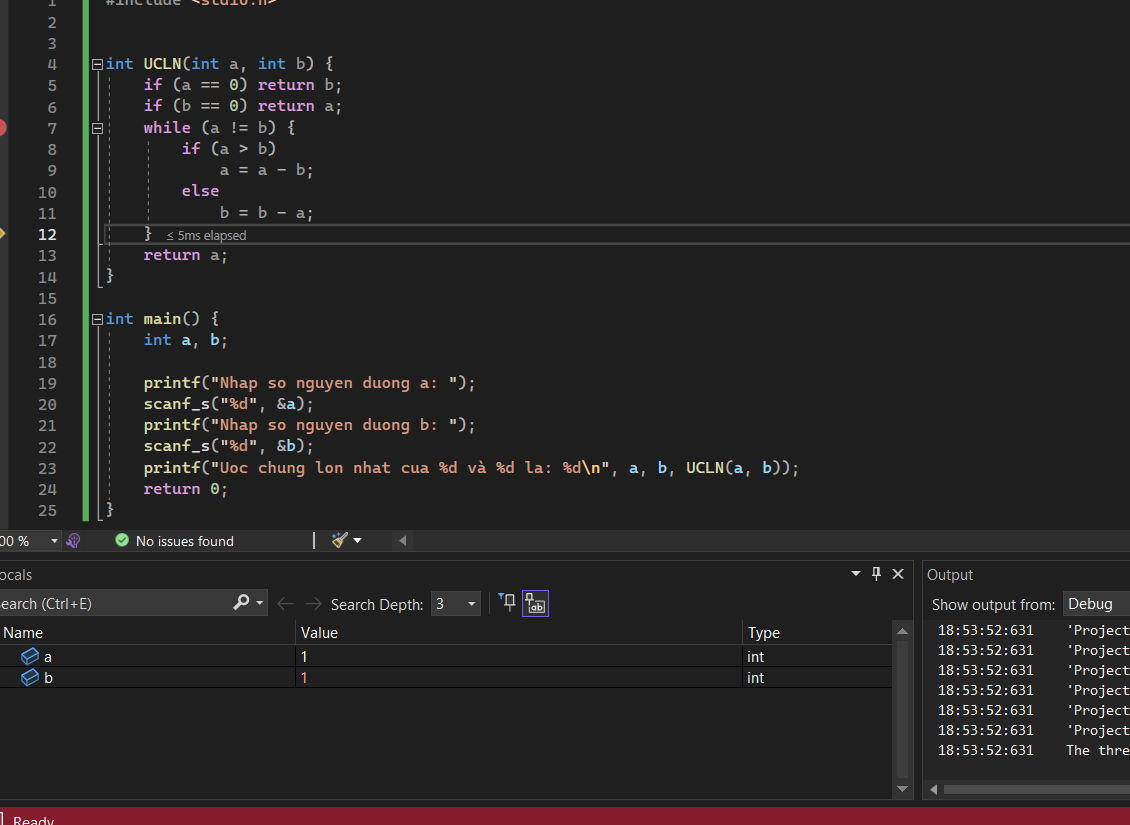 1 #include <stdio.h>
2
3
4 int UCLN(int a, int b) {
5 if (a == 0) return b;
6 if (b == 0) return a;
7 while (a != b) {
8 if (a > b)
9 a = a - b;
10 else
11 b = b - a;
12 } ≤ 5ms elapsed
13 return a;
14 }
15
16 int main() {
17 int a, b;
18
19 printf("Nhap so nguyen duong a: ");
20 scanf_s("%d", &a);
21 printf("Nhap so nguyen duong b: ");
22 scanf_s("%d", &b);
23 printf("Uoc chung lon nhat cua %d và %d la: %d\n", a, b, UCLN(a, b));
24 return 0;
25 }
00 % No issues found
ocals
earch (Ctrl+E) Search Depth: 3
Name Value Type
a 1 int
b 1 int
Output
Show output from: Debug
18:53:52:631 'Project
18:53:52:631 'Project
18:53:52:631 'Project
18:53:52:631 'Project
18:53:52:631 'Project
18:53:52:631 'Project
18:53:52:631 The thre
Ready